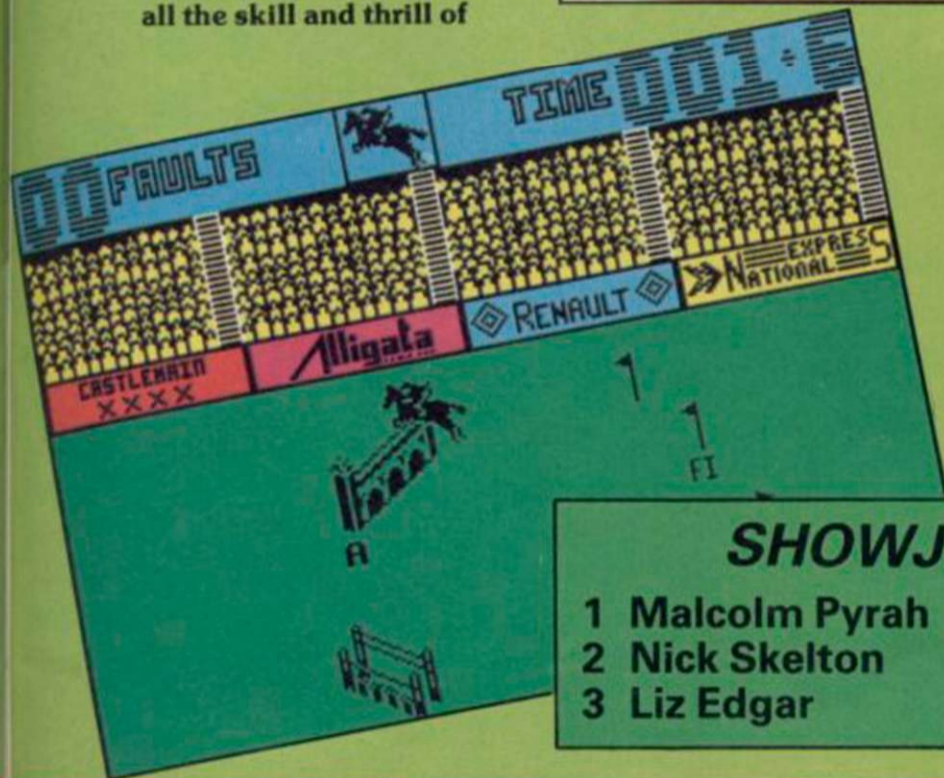 all the skill and thrill of
00 FAULTS
TIME 001·6
CASTLEMAIN
XXXX
Alligata
RENAULT
NATIONAL EXPRESS
FI
A
SHOWJ
1 Malcolm Pyrah
2 Nick Skelton
3 Liz Edgar